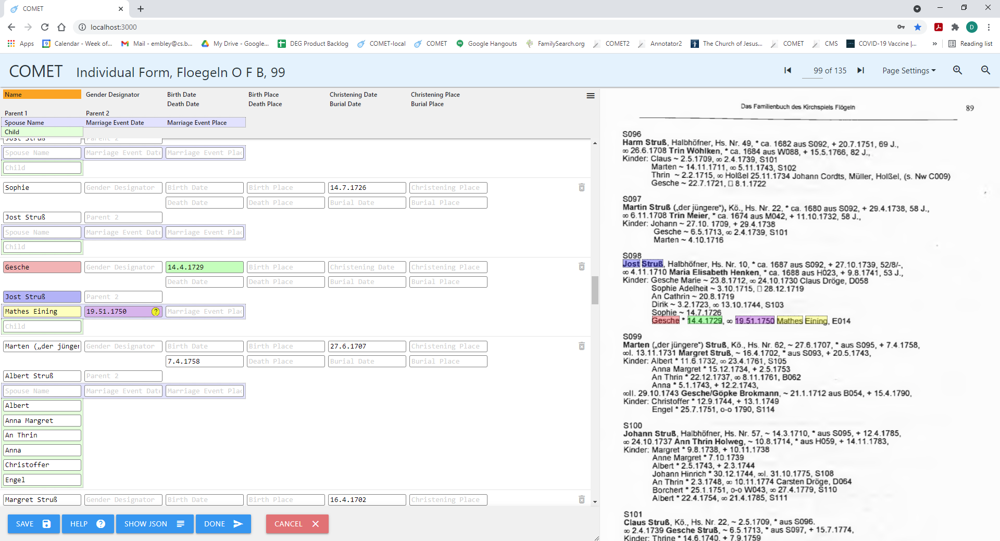 COMET
localhost:3000
D
Apps
Calendar - Week of...
Mail - embley@cs.b...
My Drive - Google...
DEG Product Backlog
COMET-local
COMET
Google Hangouts
FamilySearch.org
COMET2
Annotator2
The Church of Jesus...
COMET
CMS
COVID-19 Vaccine |...
»
Reading list
COMET Individual Form, Floegeln O F B, 99
99 of 135
Page Settings
Name Gender Designator Birth Date Birth Place Christening Date Christening Place
Death Date Death Place Burial Date Burial Place
Parent 1 Parent 2
Spouse Name Marriage Event Date Marriage Event Place
Child
Jost Struß Parent 2
Spouse Name Marriage Event Date Marriage Event Plac
Child
Sophie Gender Designator Birth Date Birth Place 14.7.1726 Christening Place
Death Date Death Place Burial Date Burial Place
Jost Struß Parent 2
Spouse Name Marriage Event Date Marriage Event Plac
Child
Gesche Gender Designator 14.4.1729 Birth Place Christening Date Christening Place
Death Date Death Place Burial Date Burial Place
Jost Struß Parent 2
Mathes Eining 19.51.1750 ? Marriage Event Plac
Child
Marten („der jünger Gender Designator Birth Date Birth Place 27.6.1707 Christening Place
7.4.1758 Death Place Burial Date Burial Place
Albert Struß Parent 2
Spouse Name Marriage Event Date Marriage Event Plac
Albert
Anna Margret
An Thrin
Anna
Christoffer
Engel
Margret Struß Gender Designator Birth Date Birth Place 16.4.1702 Christening Place
SAVE HELP ? SHOW JSON DONE CANCEL
Das Familienbuch des Kirchspiels Flögeln 89
S096
Harm Struß, Halbhöfner, Hs. Nr. 49, * ca. 1682 aus S092, + 20.7.1751, 69 J.,
∞ 26.6.1708 Trin Wöhlken, * ca. 1684 aus W088, + 15.5.1766, 82 J.,
Kinder: Claus ~ 2.5.1709, ∞ 2.4.1739, S101
Marten ~ 14.11.1711, ∞ 5.11.1743, S102
Thrin ~ 2.2.1715, ∞ Holßel 25.11.1734 Johann Cordts, Müller, Holßel, (s. Nw C009)
Gesche ~ 22.7.1721, □ 8.1.1722
S097
Martin Struß („der jüngere“), Kö., Hs. Nr. 22, * ca. 1680 aus S092, + 29.4.1738, 58 J.,
∞ 6.11.1708 Trin Meier, * ca. 1674 aus M042, + 11.10.1732, 58 J.,
Kinder: Johann ~ 27.10. 1709, + 29.4.1738
Gesche ~ 6.5.1713, ∞ 2.4.1739, S101
Marten ~ 4.10.1716
S098
Jost Struß, Halbhöfner, Hs. Nr. 10, * ca. 1687 aus S092, + 27.10.1739, 52/8/-,
∞ 4.11.1710 Maria Elisabeth Henken, * ca. 1688 aus H023, + 9.8.1741, 53 J.,
Kinder: Gesche Marie ~ 23.8.1712, ∞ 24.10.1730 Claus Dröge, D058
Sophie Adelheit ~ 3.10.1715, □ 28.12.1719
An Cathrin ~ 20.8.1719
Dirik ~ 3.2.1723, ∞ 13.10.1744, S103
Sophie ~ 14.7.1726
Gesche * 14.4.1729, ∞ 19.51.1750 Mathes Eining, E014
S099
Marten („der jüngere“) Struß, Kö., Hs. Nr. 62, ~ 27.6.1707, * aus S095, + 7.4.1758,
∞I. 13.11.1731 Margret Struß, ~ 16.4.1702, * aus S093, + 20.5.1743,
Kinder: Albert * 11.6.1732, ∞ 23.4.1761, S105
Anna Margret * 15.12.1734, + 2.5.1753
An Thrin * 22.12.1737, ∞ 8.11.1761, B062
Anna * 5.1.1743, + 12.2.1743,
∞II. 29.10.1743 Gesche/Göpke Brokmann, ~ 21.1.1712 aus B054, + 15.4.1790,
Kinder: Christoffer * 12.9.1744, + 13.1.1749
Engel * 25.7.1751, o-o 1790, S114
S100
Johann Struß, Halbhöfner, Hs. Nr. 57, ~ 14.3.1710, * aus S095, + 12.4.1785,
∞ 24.10.1737 Ann Thrin Holweg, ~ 10.8.1714, * aus H059, + 14.11.1783,
Kinder: Margret * 9.8.1738, + 10.11.1738
Anne Margret * 7.10.1739
Albert * 2.5.1743, + 2.3.1744
Johann Hinrich * 30.12.1744, ∞I. 31.10.1775, S108
An Thrin * 2.3.1748, ∞ 10.11.1774 Carsten Dröge, D064
Borchert * 25.1.1751, o-o W043, ∞ 27.4.1779, S110
Albert * 22.4.1754, ∞ 21.4.1785, S111
S101
Claus Struß, Kö., Hs. Nr. 22, ~ 2.5.1709, * aus S096.
∞ 2.4.1739 Gesche Struß, ~ 6.5.1713, * aus S097, + 15.7.1774,
Kinder: Thrine * 14.6.1740, + 7.9.1759